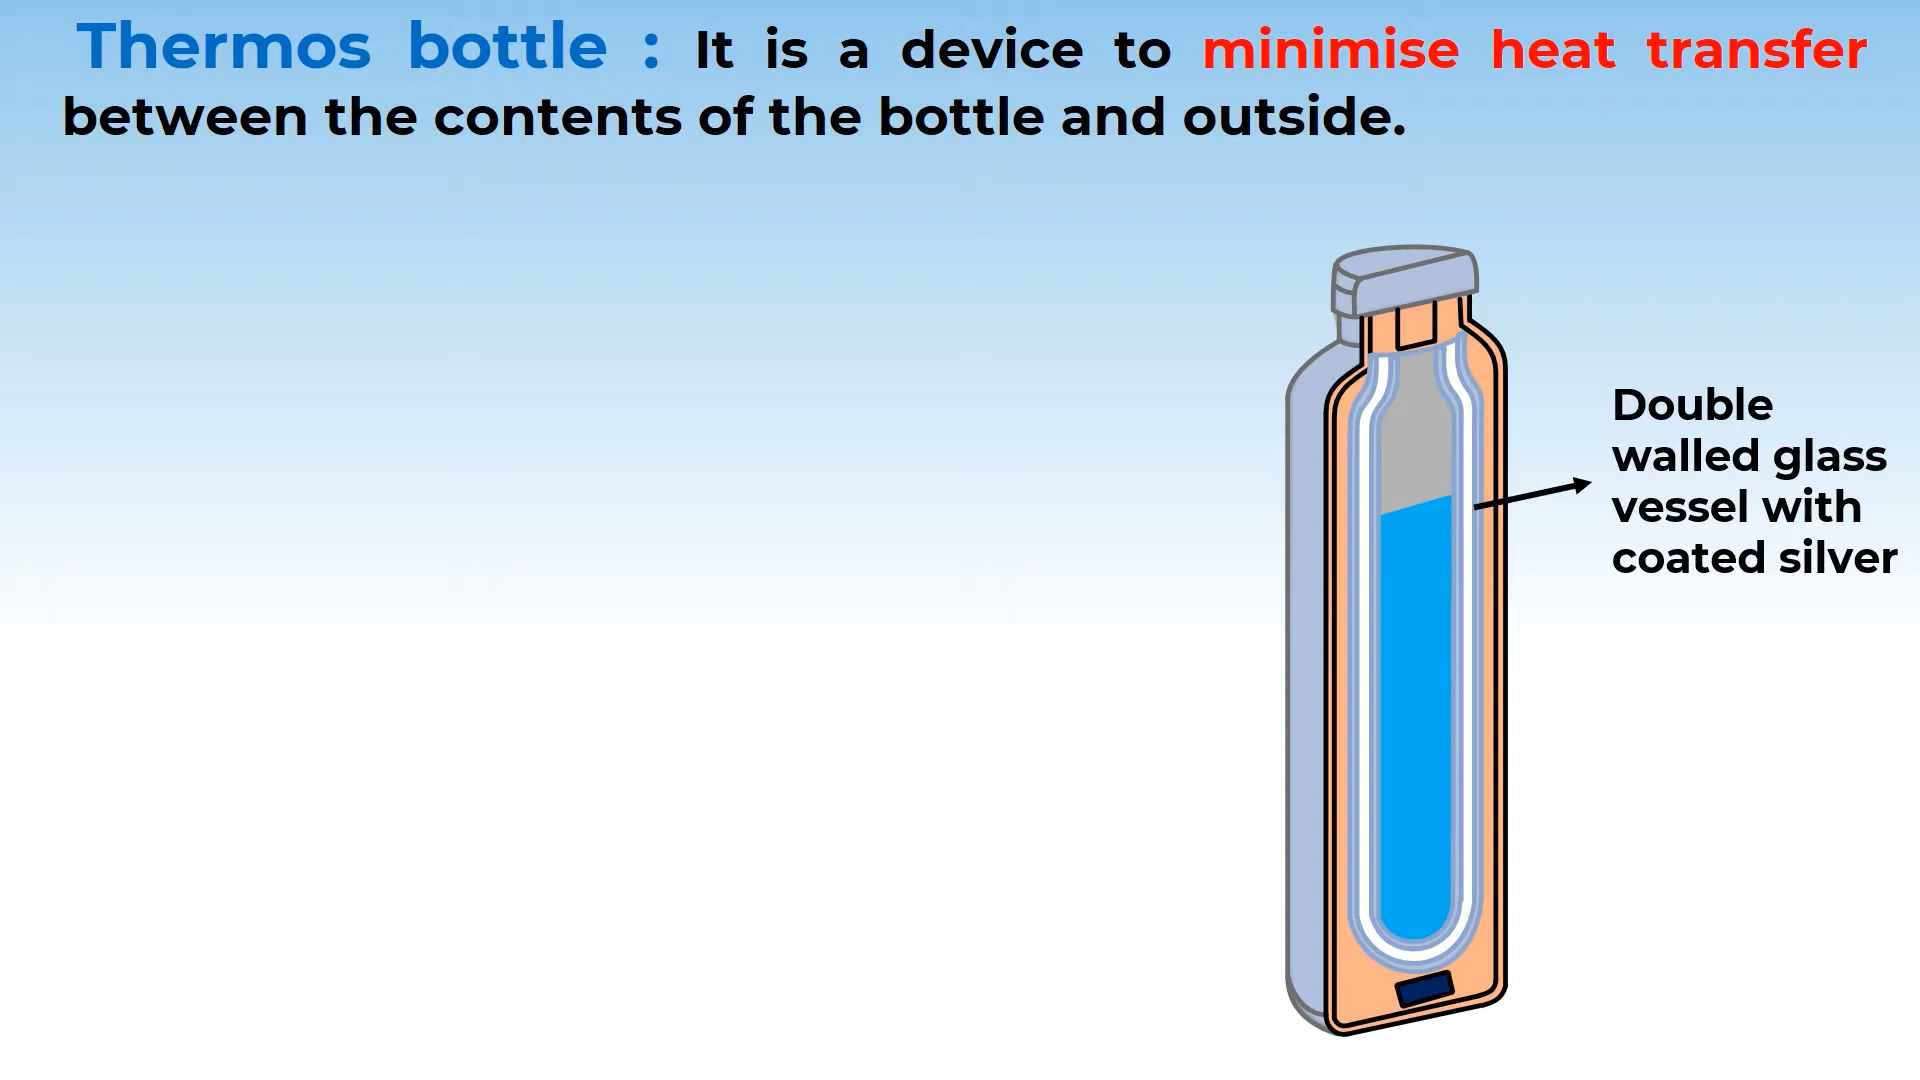 Thermos bottle : It is a device to minimise heat transfer
between the contents of the bottle and outside.
Double
walled glass
vessel with
coated silver